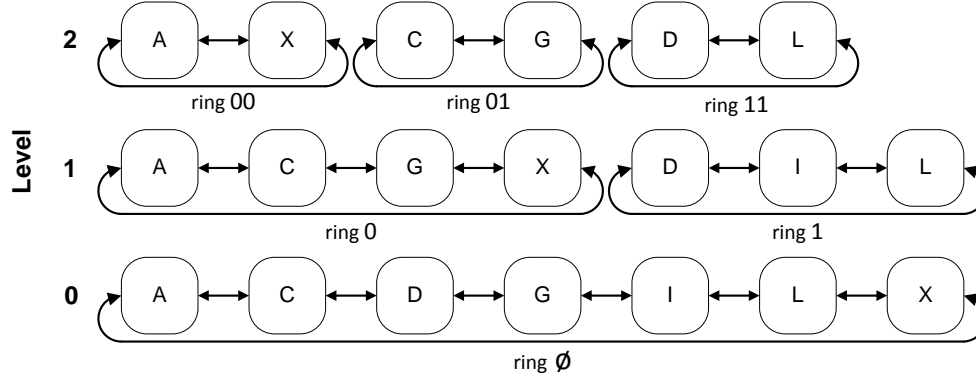 2 A X C G D L
ring 00 ring 01 ring 11
Level
1 A C G X D I L
ring 0 ring 1
0 A C D G I L X
ring Ø